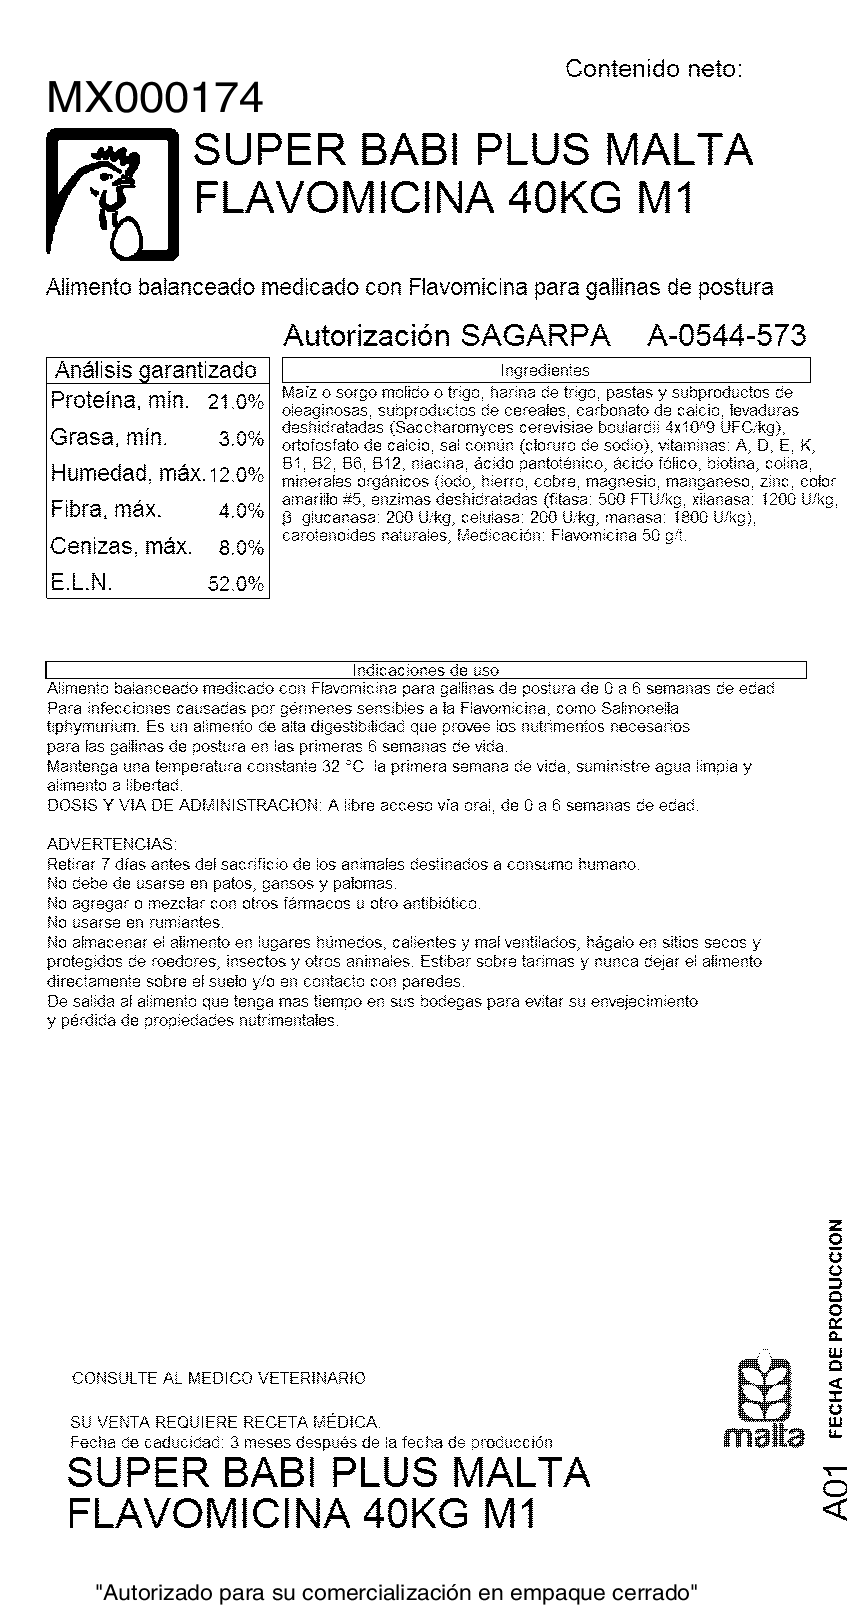 Contenido neto:
MX000174
SUPER BABI PLUS MALTA
FLAVOMICINA 40KG M1
Alimento balanceado medicado con Flavomicina para gallinas de postura
Autorización SAGARPA A-0544-573
Análisis garantizado
Proteína, mín. 21.0%
Grasa, mín. 3.0%
Humedad, máx. 12.0%
Fibra, máx. 4.0%
Cenizas, máx. 8.0%
E.L.N. 52.0%
Ingredientes
Maíz o sorgo molido o trigo, harina de trigo, pastas y subproductos de
oleaginosas, subproductos de cereales, carbonato de calcio, levaduras
deshidratadas (Saccharomyces cerevisiae boulardii 4x10^9 UFC/kg),
ortofosfato de calcio, sal común (cloruro de sodio), vitaminas: A, D, E, K,
B1, B2, B6, B12, niacina, ácido pantoténico, ácido fólico, biotina, colina,
minerales orgánicos (iodo, hierro, cobre, magnesio, manganeso, zinc, color
amarillo #5, enzimas deshidratadas (fitasa: 500 FTU/kg, xilanasa: 1200 U/kg,
β glucanasa: 200 U/kg, celulasa: 200 U/kg, manasa: 1800 U/kg),
carotenoides naturales, Medicación: Flavomicina 50 g/t.
Indicaciones de uso
Alimento balanceado medicado con Flavomicina para gallinas de postura de 0 a 6 semanas de edad
Para infecciones causadas por gérmenes sensibles a la Flavomicina, como Salmonella
tiphymurium. Es un alimento de alta digestibilidad que provee los nutrimentos necesarios
para las gallinas de postura en las primeras 6 semanas de vida.
Mantenga una temperatura constante 32 °C la primera semana de vida, suministre agua limpia y
alimento a libertad.
DOSIS Y VIA DE ADMINISTRACION: A libre acceso vía oral, de 0 a 6 semanas de edad.
ADVERTENCIAS:
Retirar 7 días antes del sacrificio de los animales destinados a consumo humano.
No debe de usarse en patos, gansos y palomas.
No agregar o mezclar con otros fármacos u otro antibiótico.
No usarse en rumiantes.
No almacenar el alimento en lugares húmedos, calientes y mal ventilados, hágalo en sitios secos y
protegidos de roedores, insectos y otros animales. Estibar sobre tarimas y nunca dejar el alimento
directamente sobre el suelo y/o en contacto con paredes.
De salida al alimento que tenga mas tiempo en sus bodegas para evitar su envejecimiento
y pérdida de propiedades nutrimentales.
FECHA DE PRODUCCION
A01
CONSULTE AL MEDICO VETERINARIO
malta
SU VENTA REQUIERE RECETA MÉDICA.
Fecha de caducidad: 3 meses después de la fecha de producción
SUPER BABI PLUS MALTA
FLAVOMICINA 40KG M1
"Autorizado para su comercialización en empaque cerrado"